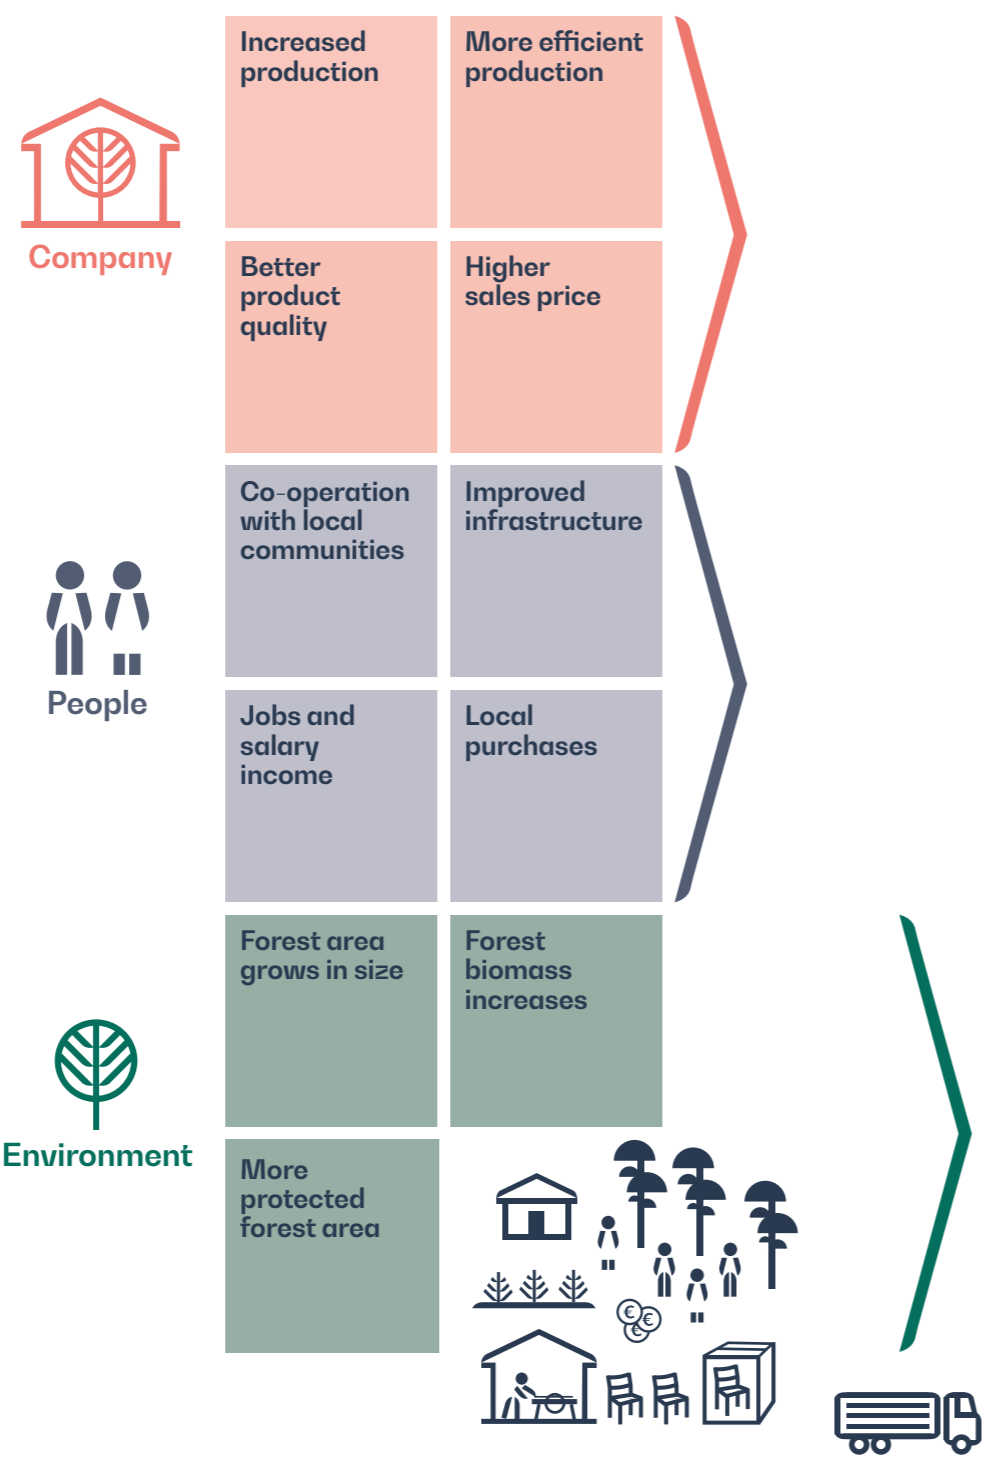 Company
Increased
production
More efficient
production
Better
product
quality
Higher
sales price
People
Co-operation
with local
communities
Improved
infrastructure
Jobs and
salary
income
Local
purchases
Environment
Forest area
grows in size
Forest
biomass
increases
More
protected
forest area
€
€
€